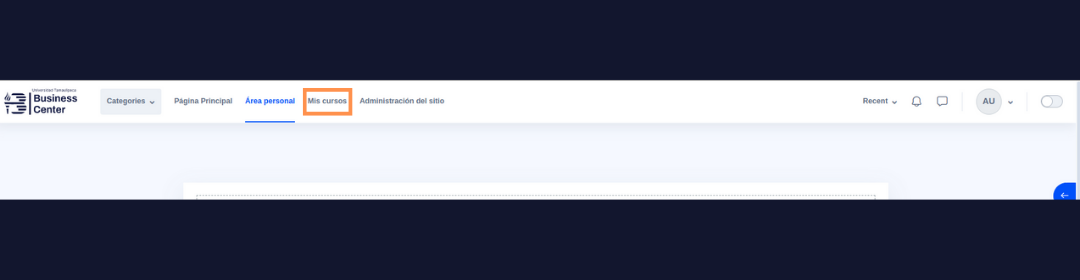 Universidad Tamaulipeca
Business
Center
Categories
Página Principal
Área personal
Mis cursos
Administración del sitio
Recent
AU